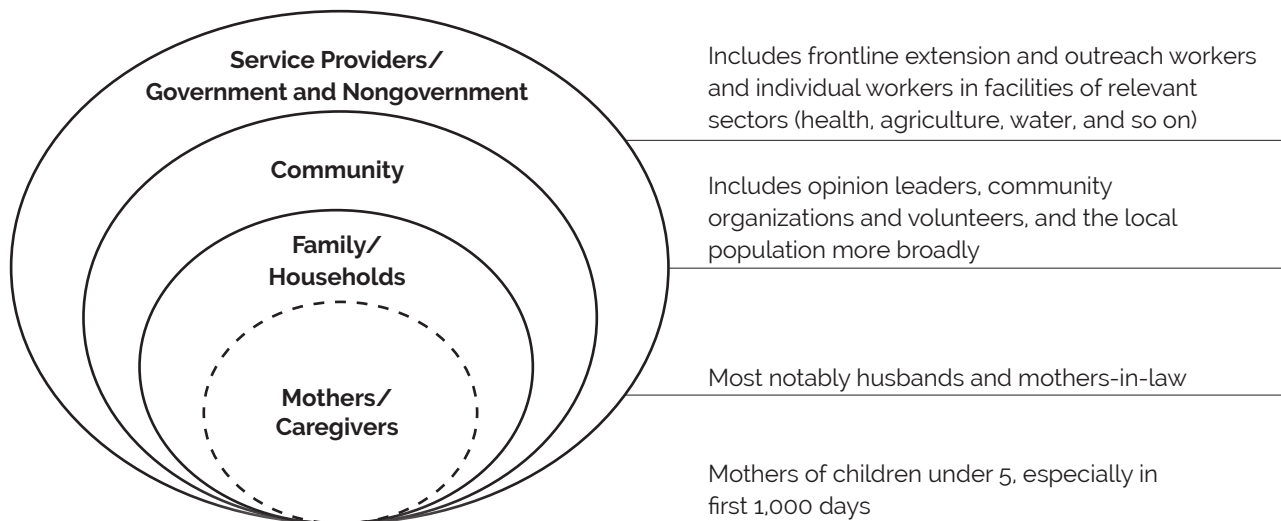 Service Providers/
Government and Nongovernment
Includes frontline extension and outreach workers
and individual workers in facilities of relevant
sectors (health, agriculture, water, and so on)
Community
Includes opinion leaders, community
organizations and volunteers, and the local
population more broadly
Family/
Households
Most notably husbands and mothers-in-law
Mothers/
Caregivers
Mothers of children under 5, especially in
first 1,000 days